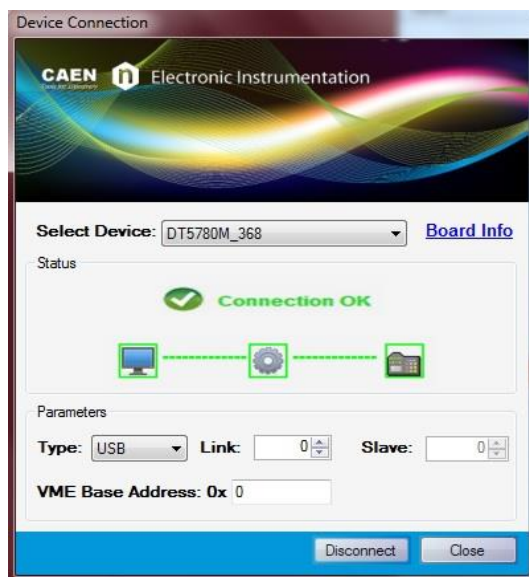 Device Connection
CAEN n Electronic Instrumentation
Select Device: DT5780M_368 Board Info
Status
Connection OK
Parameters
Type: USB Link: 0 Slave: 0
VME Base Address: 0x 0
Disconnect Close